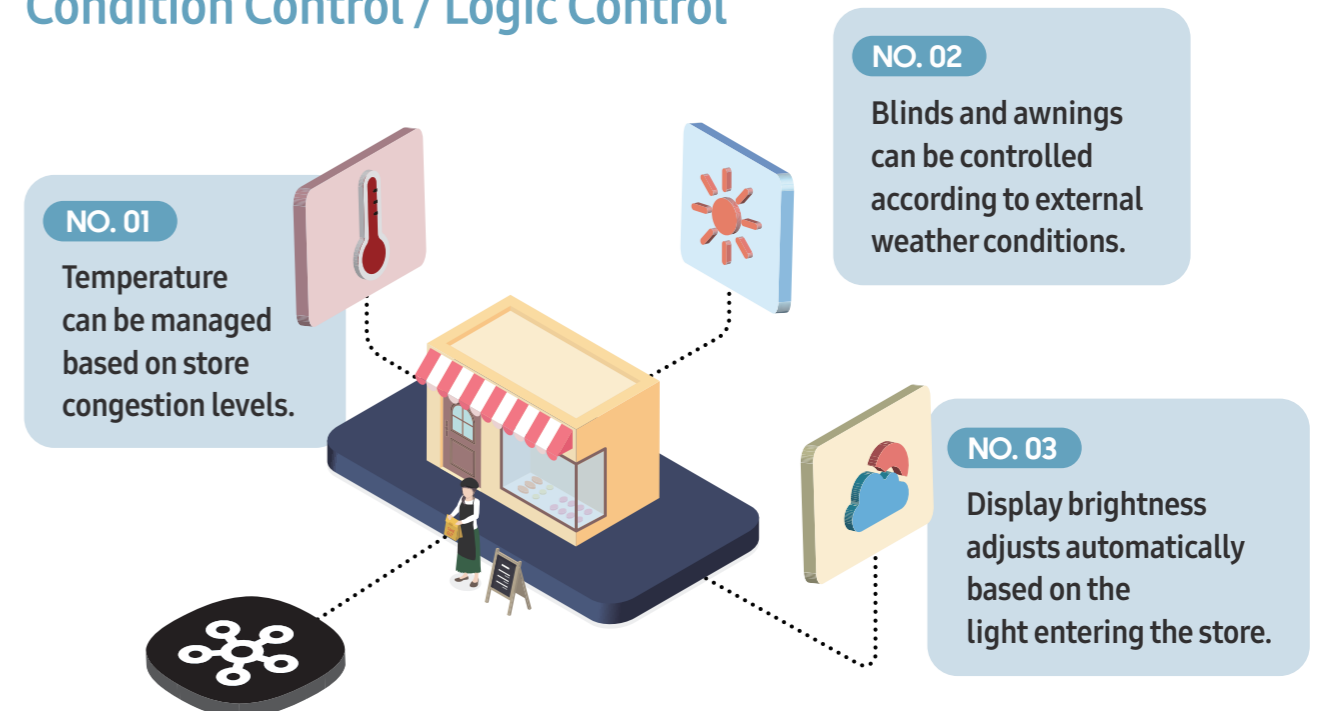 Condition Control / Logic Control
NO. 01
Temperature
can be managed
based on store
congestion levels.
NO. 02
Blinds and awnings
can be controlled
according to external
weather conditions.
NO. 03
Display brightness
adjusts automatically
based on the
light entering the store.